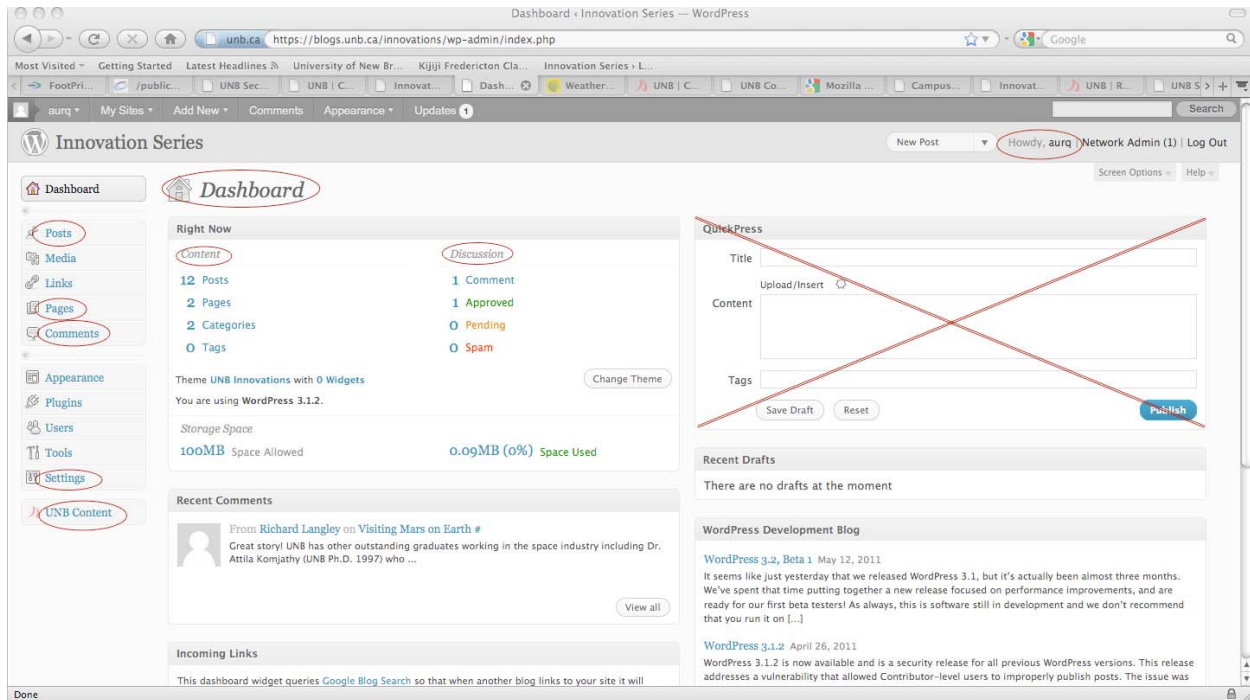 Dashboard ‹ Innovation Series — WordPress
unb.ca https://blogs.unb.ca/innovations/wp-admin/index.php
Google
Most Visited Getting Started Latest Headlines University of New Br... Kijiji Fredericton Cla... Innovation Series › L...
FootPri... /public... UNB Sec... UNB | C... Innovat... Dash... Weather... UNB | C... UNB Co... Mozilla ... Campus... Innovat... UNB | R... UNB S
aurq My Sites Add New Comments Appearance Updates 1
Search
Innovation Series
New Post
Howdy, aurq | Network Admin (1) | Log Out
Screen Options Help
Dashboard
Posts
Media
Links
Pages
Comments
Appearance
Plugins
Users
Tools
Settings
UNB Content
Dashboard
Right Now
Content Discussion
12 Posts 1 Comment
2 Pages 1 Approved
2 Categories 0 Pending
0 Tags 0 Spam
Theme UNB Innovations with 0 Widgets
Change Theme
You are using WordPress 3.1.2.
Storage Space
100MB Space Allowed 0.09MB (0%) Space Used
Recent Comments
From Richard Langley on Visiting Mars on Earth #
Great story! UNB has other outstanding graduates working in the space industry including Dr.
Attila Komjathy (UNB Ph.D. 1997) who ...
View all
Incoming Links
This dashboard widget queries Google Blog Search so that when another blog links to your site it will
QuickPress
Title
Upload/Insert
Content
Tags
Save Draft Reset Publish
Recent Drafts
There are no drafts at the moment
WordPress Development Blog
WordPress 3.2, Beta 1 May 12, 2011
It seems like just yesterday that we released WordPress 3.1, but it's actually been almost three months.
We've spent that time putting together a new release focused on performance improvements, and are
ready for our first beta testers! As always, this is software still in development and we don't recommend
that you run it on [...]
WordPress 3.1.2 April 26, 2011
WordPress 3.1.2 is now available and is a security release for all previous WordPress versions. This release
addresses a vulnerability that allowed Contributor-level users to improperly publish posts. The issue was
Done